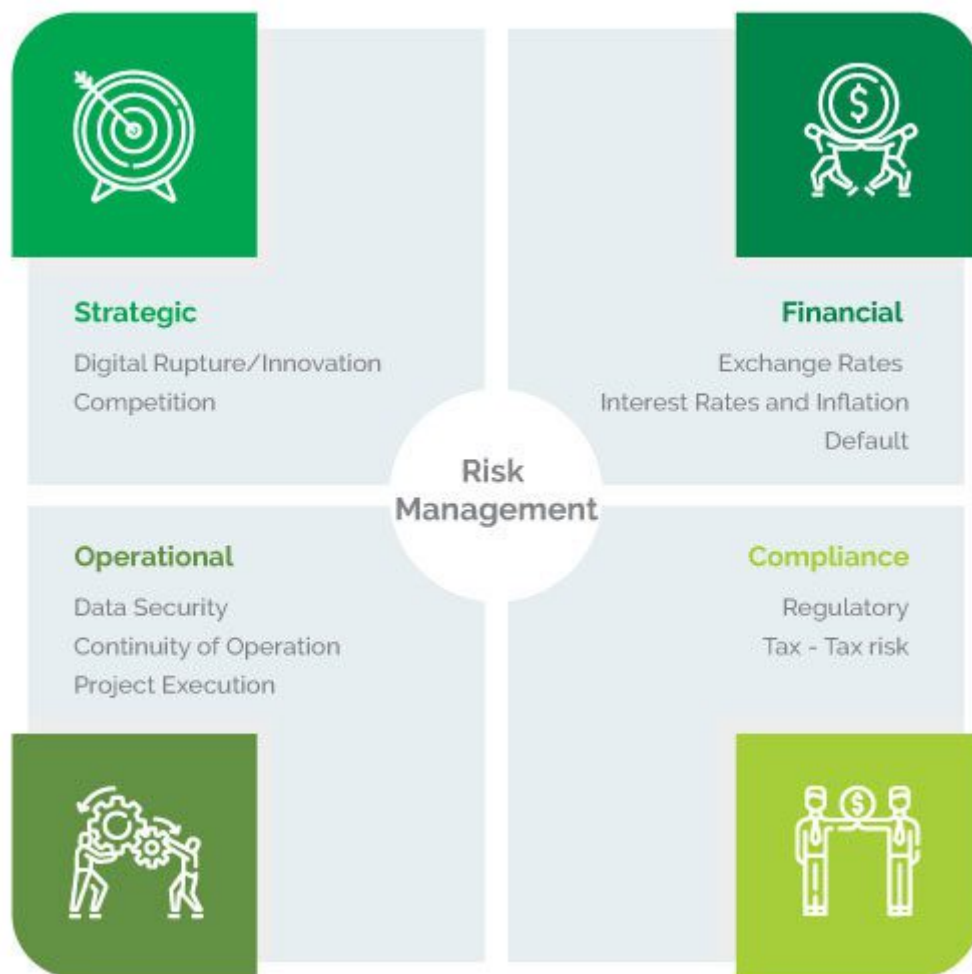 Strategic
Digital Rupture/Innovation
Competition
Financial
Exchange Rates
Interest Rates and Inflation
Default
Risk
Management
Operational
Data Security
Continuity of Operation
Project Execution
Compliance
Regulatory
Tax - Tax risk
$
$